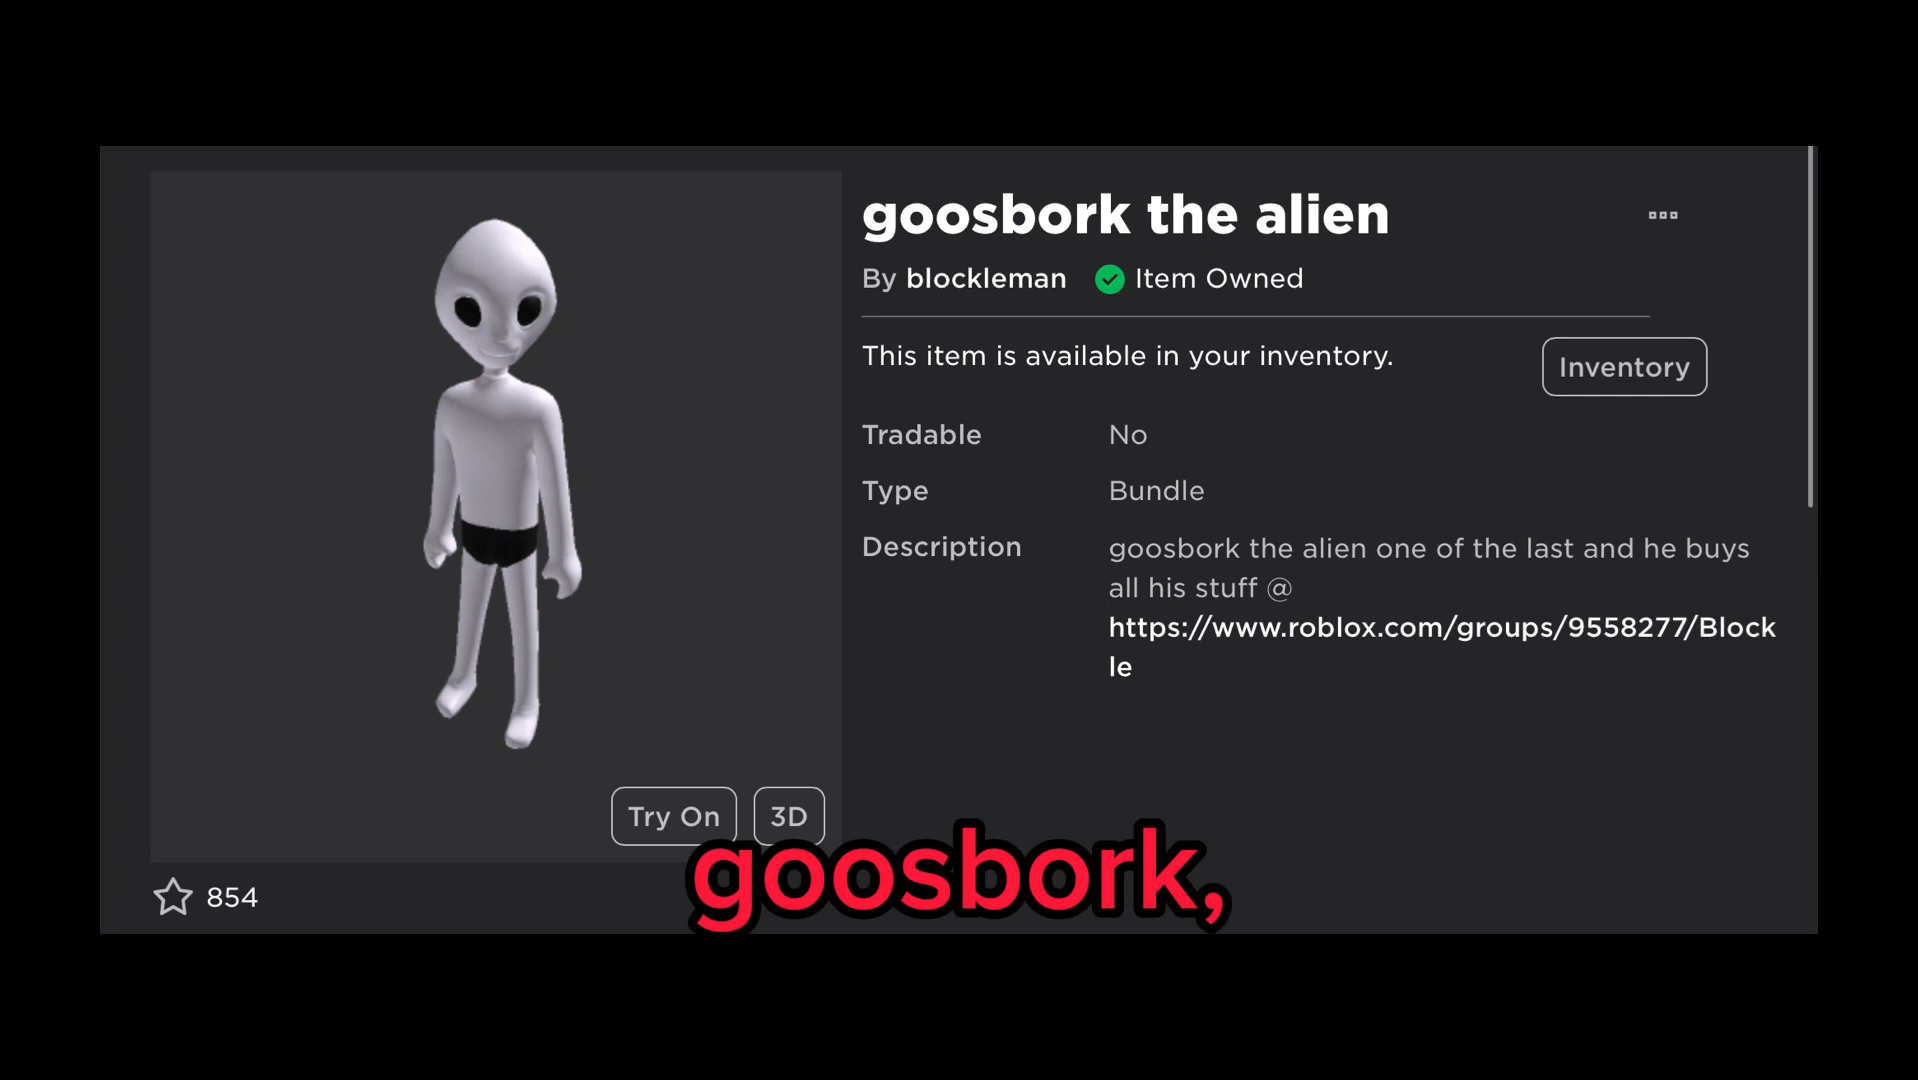 goosbork the alien
By blockleman Item Owned
This item is available in your inventory.
Inventory
Tradable No
Type Bundle
Description goosbork the alien one of the last and he buys
all his stuff @
https://www.roblox.com/groups/9558277/Block
le
Try On 3D
goosbork,
854